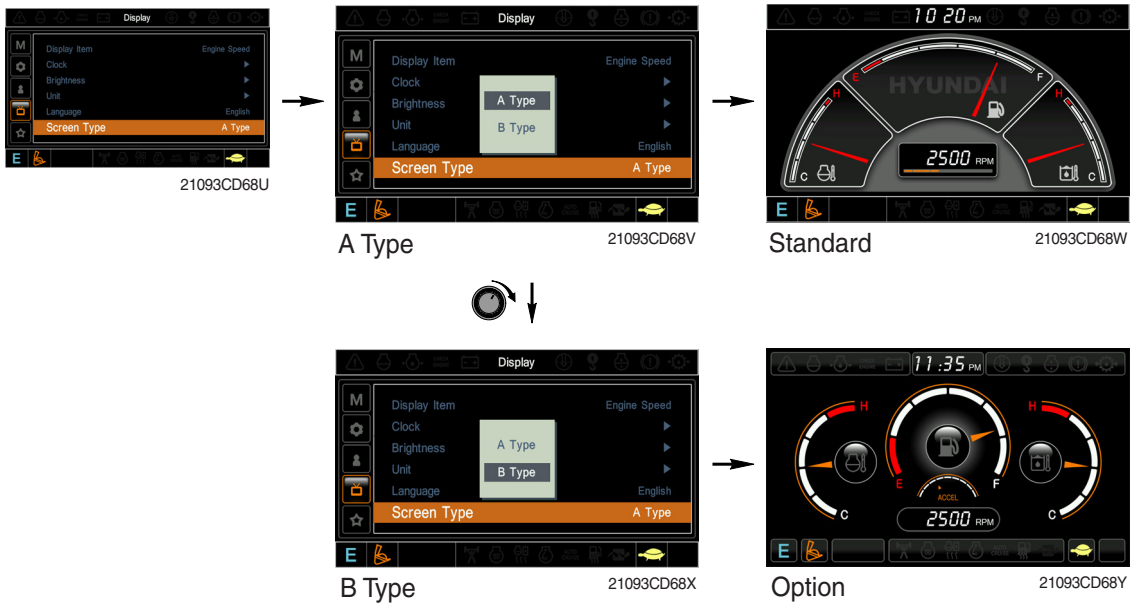 Display
M
Display Item Engine Speed
Clock
Brightness
Unit
Language English
Screen Type A Type
E
21093CD68U
Display
M
Display Item Engine Speed
Clock
Brightness
Unit
Language English
Screen Type A Type
A Type
B Type
E
A Type
21093CD68V
10 20 PM
HYUNDAI
E
F
H
C
H
C
2500 RPM
E
Standard
21093CD68W
Display
M
Display Item Engine Speed
Clock
Brightness
Unit
Language English
Screen Type A Type
A Type
B Type
E
B Type
21093CD68X
11:35 PM
H
C
E
F
H
C
ACCEL
2500 RPM
E
Option
21093CD68Y